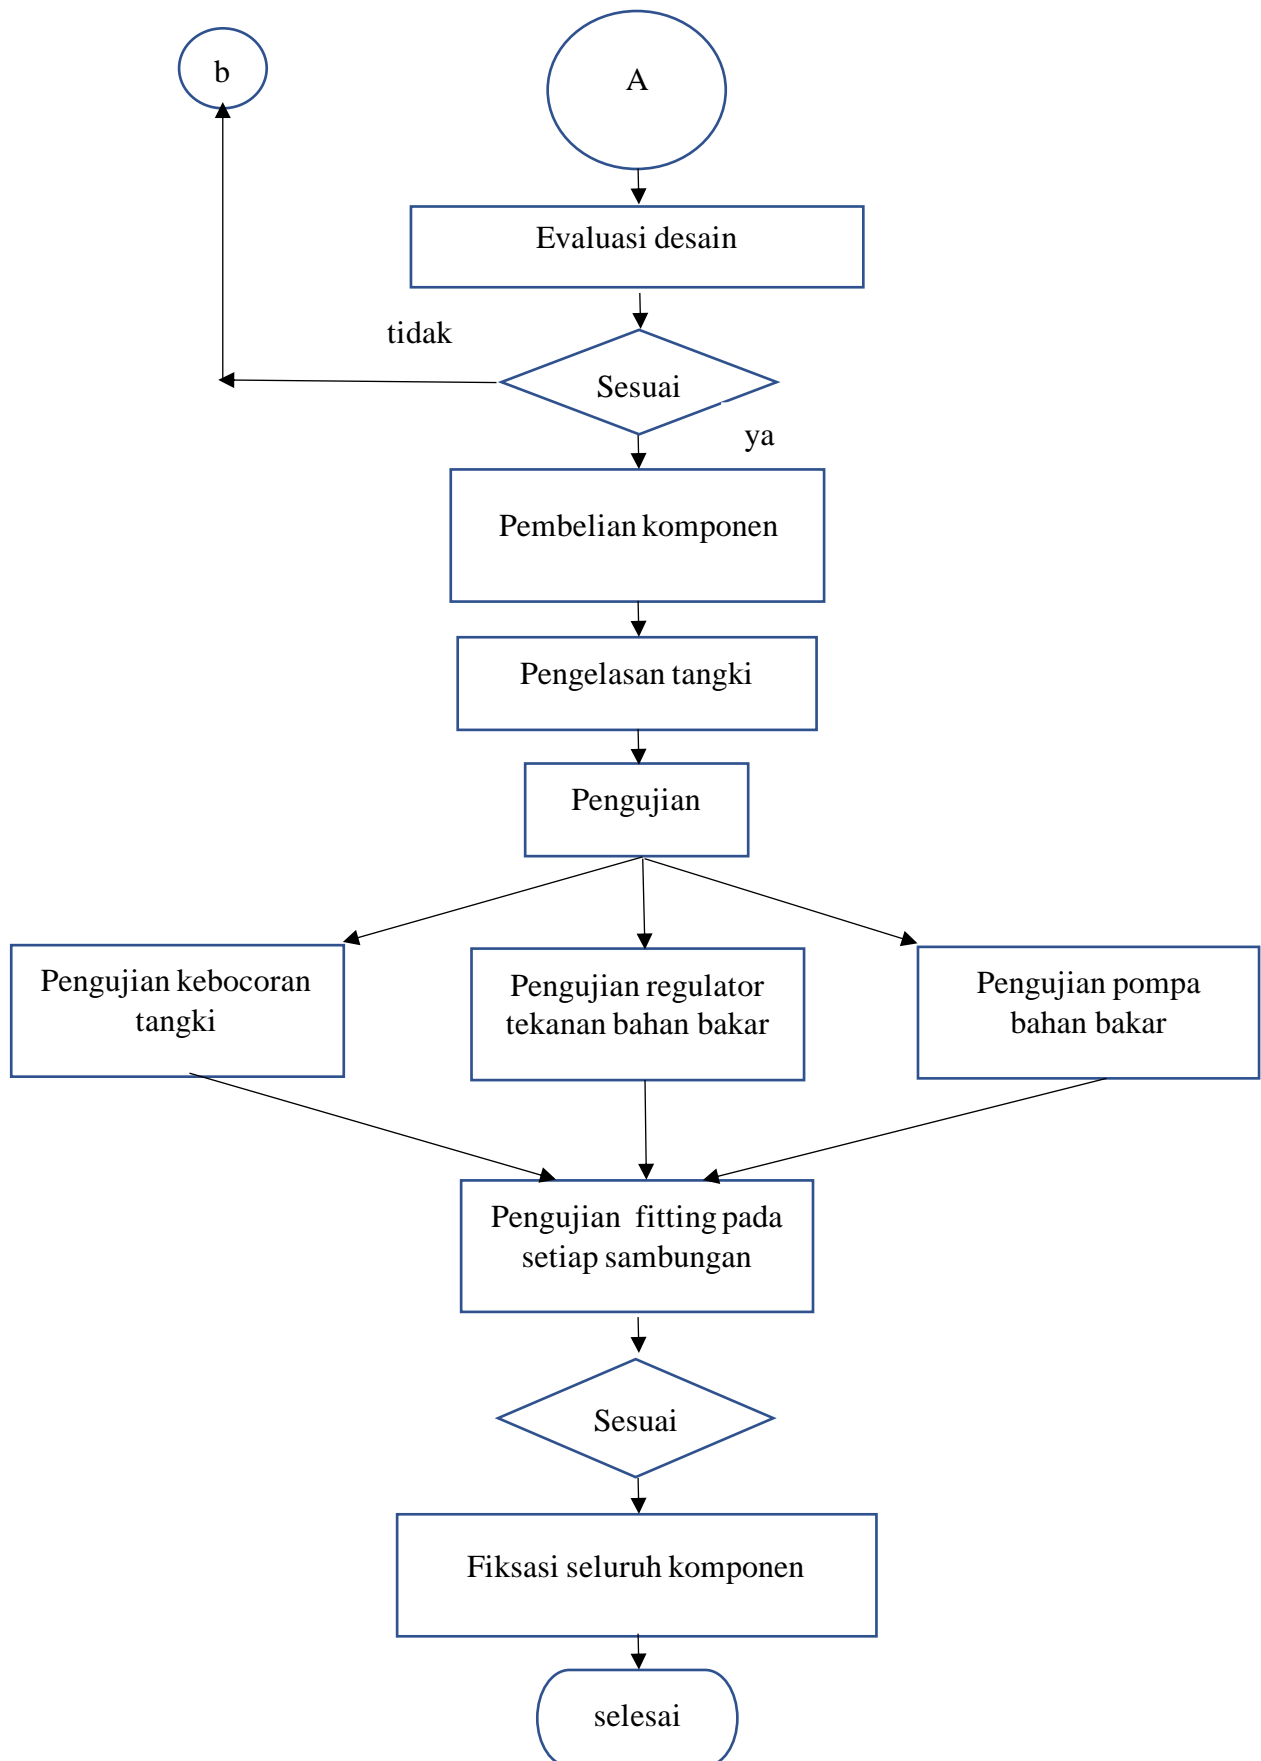 b
A
Evaluasi desain
tidak
Sesuai
ya
Pembelian komponen
Pengelasan tangki
Pengujian
Pengujian kebocoran
tangki
Pengujian regulator
tekanan bahan bakar
Pengujian pompa
bahan bakar
Pengujian fitting pada
setiap sambungan
Sesuai
Fiksasi seluruh komponen
selesai